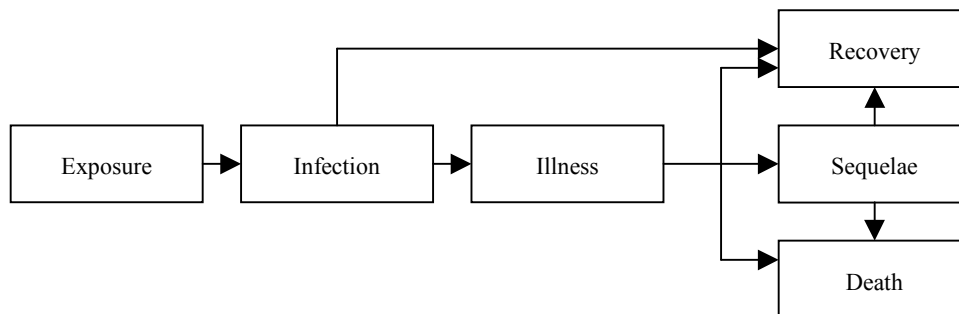 Recovery
Exposure
Infection
Illness
Sequelae
Death